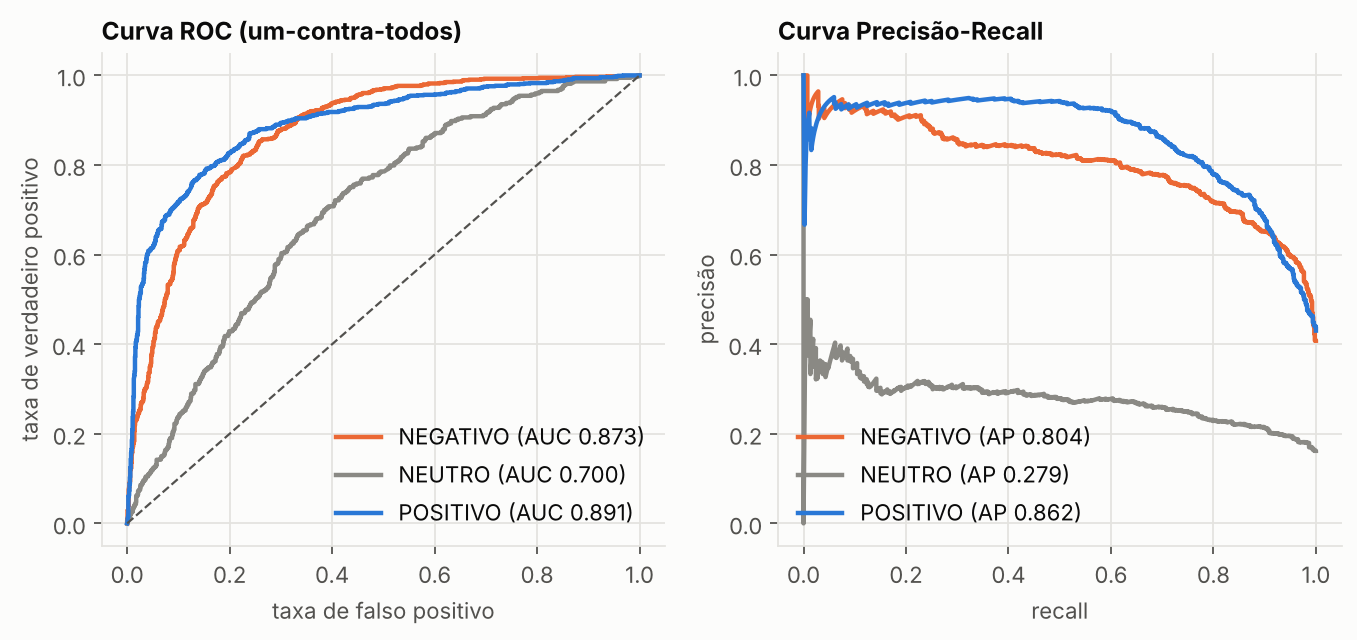 Curva ROC (um-contra-todos)
1.0
0.8
0.6
0.4
0.2
0.0
taxa de verdadeiro positivo
NEGATIVO (AUC 0.873)
NEUTRO (AUC 0.700)
POSITIVO (AUC 0.891)
0.0 0.2 0.4 0.6 0.8 1.0
taxa de falso positivo
Curva Precisão-Recall
1.0
0.8
0.6
0.4
0.2
0.0
precisão
NEGATIVO (AP 0.804)
NEUTRO (AP 0.279)
POSITIVO (AP 0.862)
0.0 0.2 0.4 0.6 0.8 1.0
recall